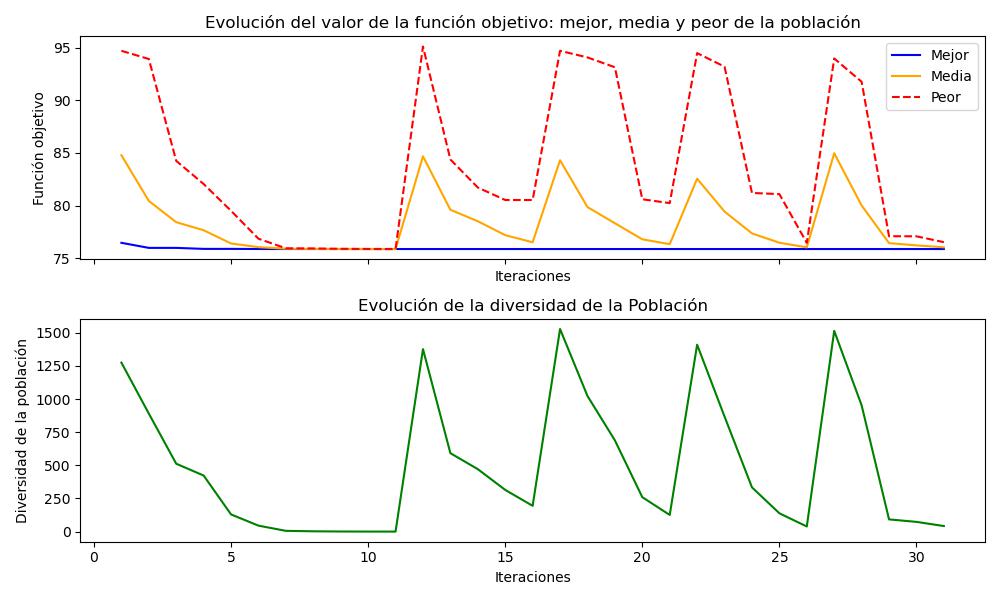 Evolución del valor de la función objetivo: mejor, media y peor de la población
95
90
85
80
75
Función objetivo
Mejor
Media
Peor
Iteraciones
Evolución de la diversidad de la Población
1500
1250
1000
750
500
250
0
Diversidad de la población
0 5 10 15 20 25 30
Iteraciones